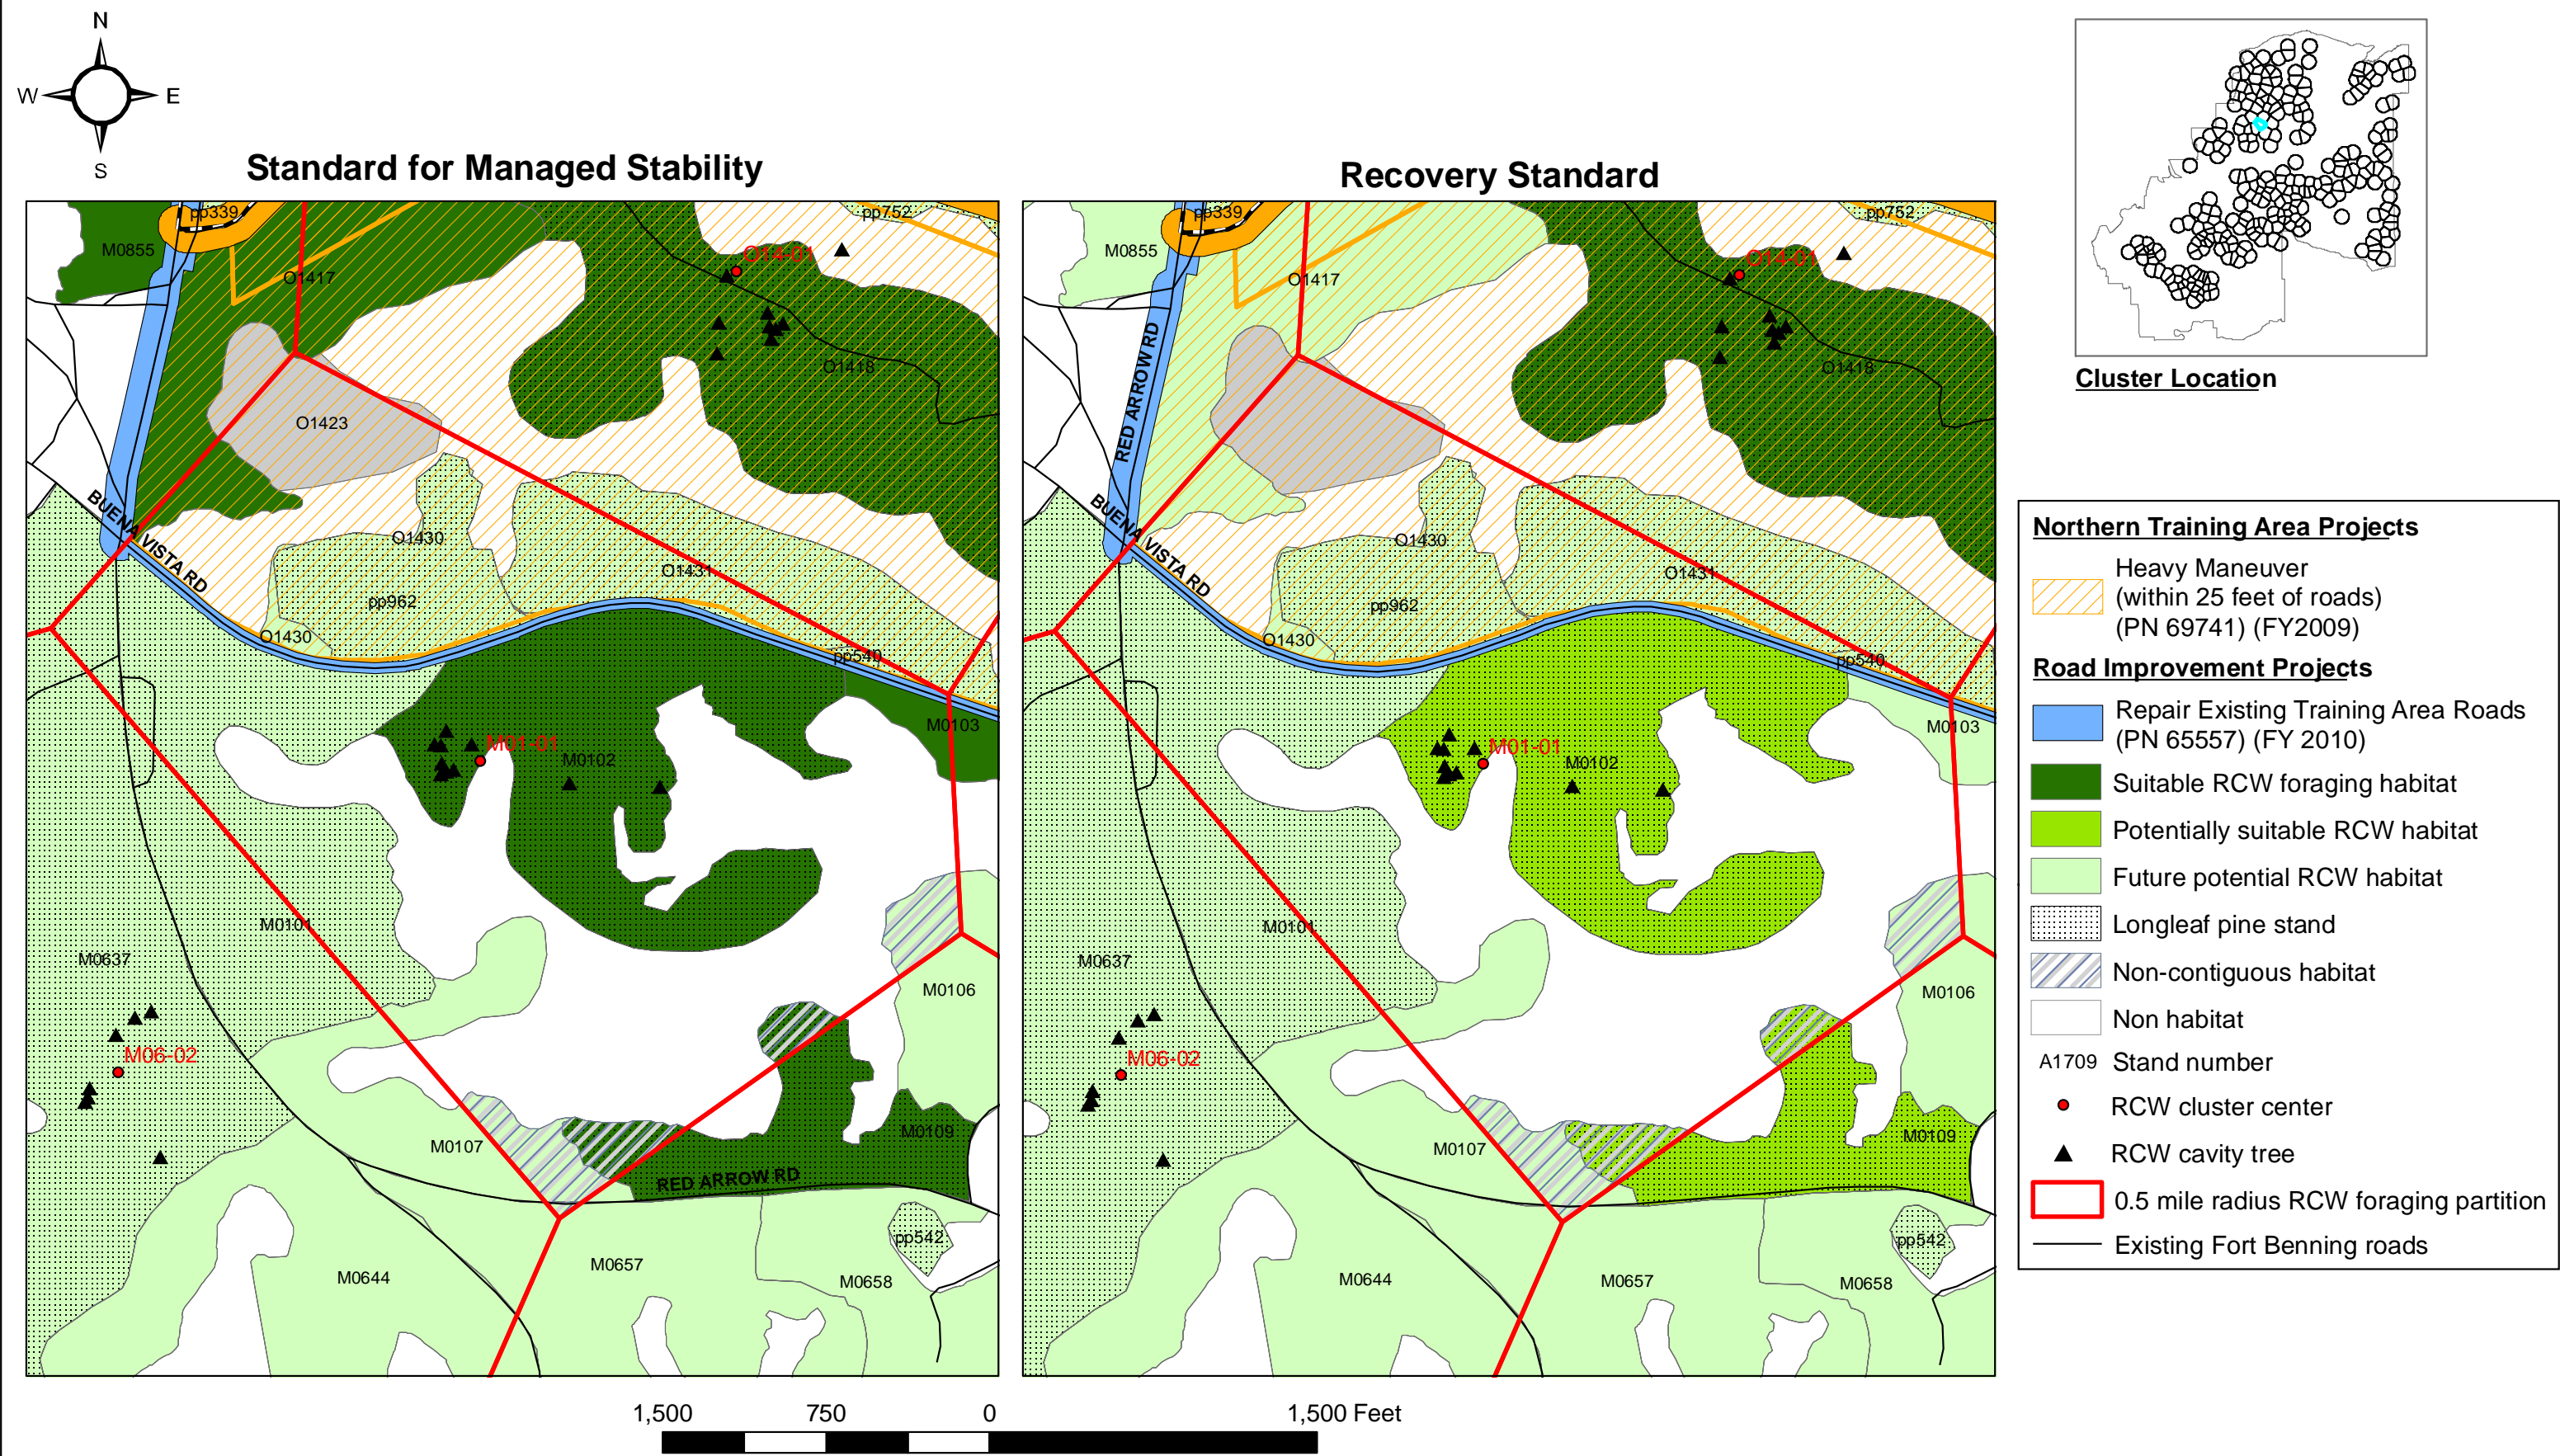 N
W
E
S
Standard for Managed Stability
Recovery Standard
pp339
pp752
M0855
O14-01
O1417
O1418
O1423
BUENA VISTA RD
O1430
O1431
pp962
O1430
pp540
M0103
M01-01
M0102
M0101
M0637
M0106
M06-02
M0107
M0109
RED ARROW RD
pp542
M0657
M0644
M0658
pp339
pp752
M0855
O14-01
O1417
RED ARROW RD
O1418
BUENA VISTA RD
O1430
O1431
pp962
O1430
pp540
M0103
M01-01
M0102
M0101
M0637
M0106
M06-02
M0107
M0109
pp542
M0657
M0644
M0658
1,500
750
0
1,500 Feet
Cluster Location
Northern Training Area Projects
Heavy Maneuver
(within 25 feet of roads)
(PN 69741) (FY2009)
Road Improvement Projects
Repair Existing Training Area Roads
(PN 65557) (FY 2010)
Suitable RCW foraging habitat
Potentially suitable RCW habitat
Future potential RCW habitat
Longleaf pine stand
Non-contiguous habitat
Non habitat
A1709 Stand number
RCW cluster center
RCW cavity tree
0.5 mile radius RCW foraging partition
Existing Fort Benning roads